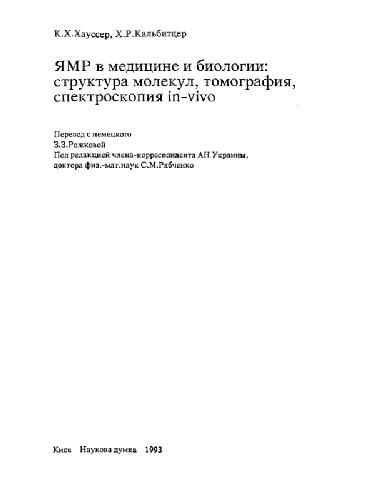 К.Х.Хауссер, Х.Р.Кальбитцер
ЯМР в медицине и биологии:
структура молекул, томография,
спектроскопия in-vivo
Перевод с немецкого
З.З.Рожковой
Под редакцией члена-корреспондента АН Украины,
доктора физ.-мат.наук С.М.Рябченко
Киев Наукова думка 1993